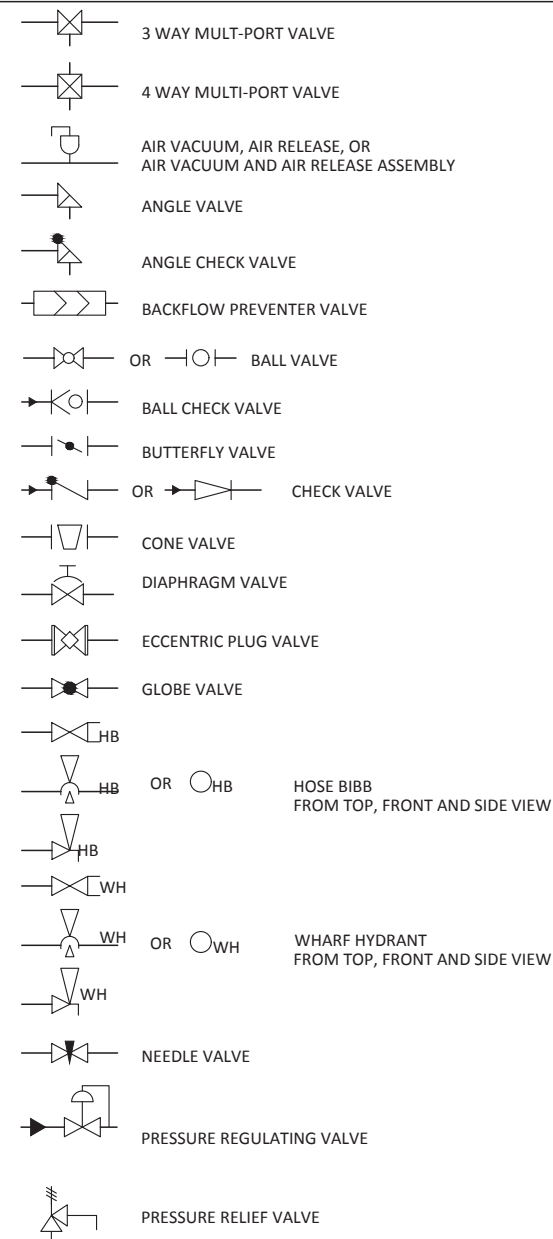 3 WAY MULT-PORT VALVE
4 WAY MULTI-PORT VALVE
AIR VACUUM, AIR RELEASE, OR
AIR VACUUM AND AIR RELEASE ASSEMBLY
ANGLE VALVE
ANGLE CHECK VALVE
BACKFLOW PREVENTER VALVE
OR BALL VALVE
BALL CHECK VALVE
BUTTERFLY VALVE
OR CHECK VALVE
CONE VALVE
DIAPHRAGM VALVE
ECCENTRIC PLUG VALVE
GLOBE VALVE
HB
HB OR HB HOSE BIBB
FROM TOP, FRONT AND SIDE VIEW
HB
WH
WH OR WH WHARF HYDRANT
FROM TOP, FRONT AND SIDE VIEW
WH
NEEDLE VALVE
PRESSURE REGULATING VALVE
PRESSURE RELIEF VALVE